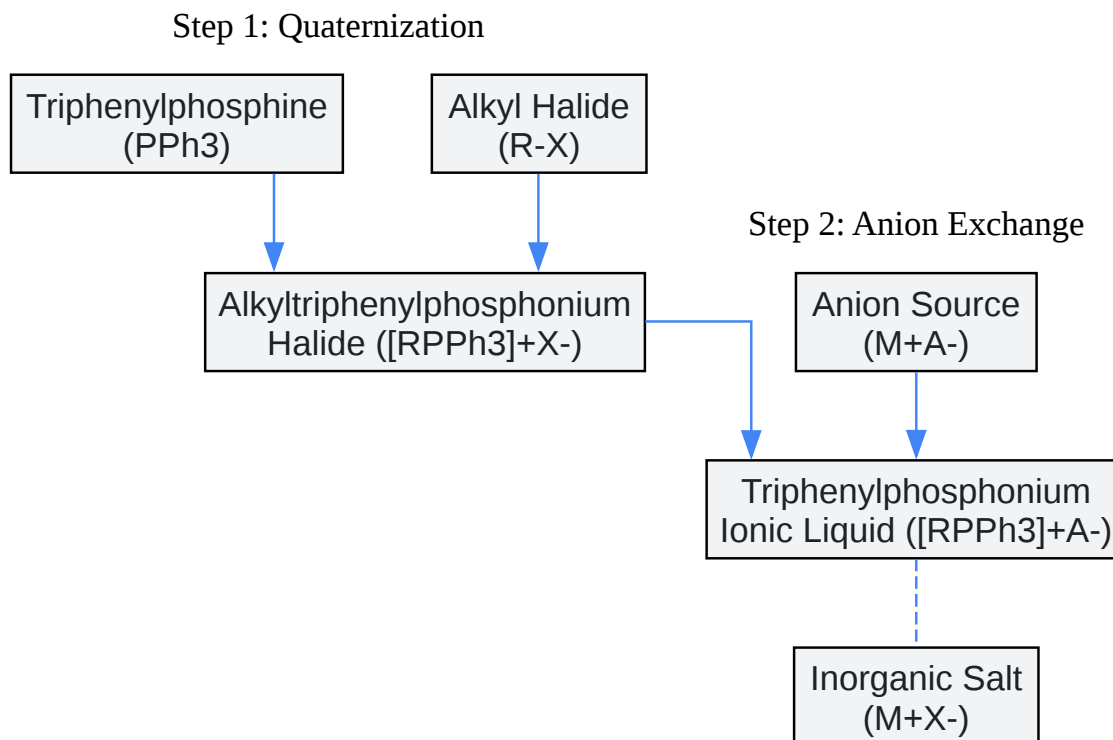 Step 1: Quaternization
Triphenylphosphine
(PPh3)
Alkyl Halide
(R-X)
Step 2: Anion Exchange
Alkyltriphenylphosphonium
Halide ([RPPh3]+X-)
Anion Source
(M+A-)
Triphenylphosphonium
Ionic Liquid ([RPPh3]+A-)
Inorganic Salt
(M+X-)